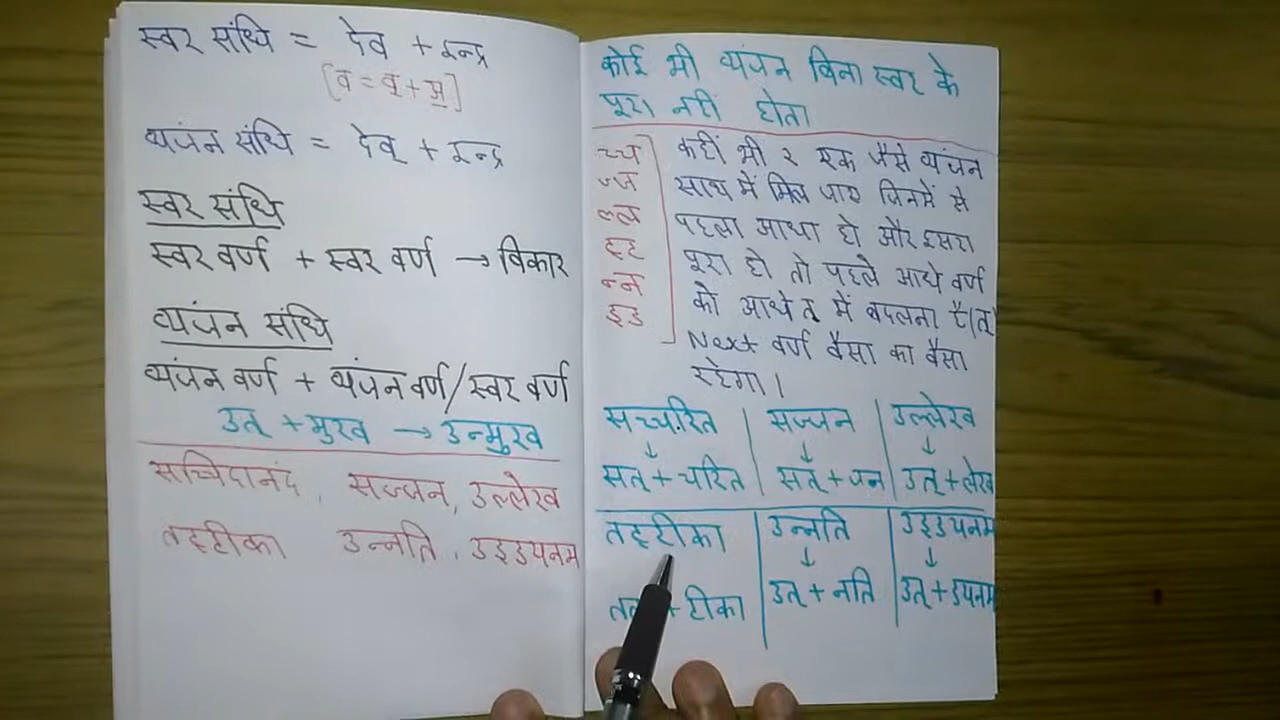 स्वर संधि = देव + इन्द्र
[व = व् + अ]
व्यजंन संधि = देव् + इन्द्र
स्वर संधि
स्वर वर्ण + स्वर वर्ण → विकार
व्यंजन संधि
व्यंजन वर्ण + व्यंजन वर्ण/स्वर वर्ण
उत् + मुख → उन्मुख
सच्चिदानंद, सज्जन, उल्लेख
तट्टीका उन्नति, उड्डयनम
कोई भी व्यंजन बिना स्वर के
पूरा नहीं होता
च्च
ज्ज
ल्ल
ट्ट
न्न
ड्ड
कहीं भी 2 एक जैसे व्यंजन
साथ में मिल जाए जिनमें से
पहला आधा हो और दूसरा
पूरा हो तो पहले आधे वर्ण
को आधे त् में बदलना है (त्)
Next वर्ण वैसा का वैसा
रहेगा।
सच्चरित | सज्जन | उल्लेख
↓ ↓ ↓
सत् + चरित | सत् + जन | उत् + लेख
तट्टीका | उन्नति | उड्डयनम
↓ ↓
+ टीका | उत् + नति | उत् + डयनम